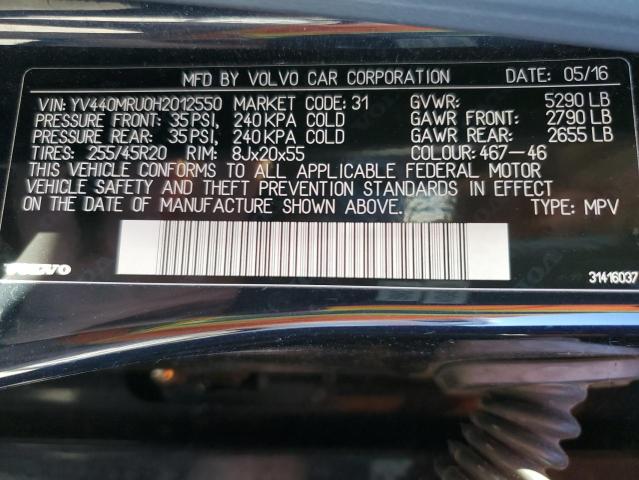 MFD BY VOLVO CAR CORPORATION DATE: 05/16
VIN: YV440MRU0H2012550 MARKET CODE: 31 GVWR: 5290 LB
PRESSURE FRONT: 35 PSI, 240 KPA COLD GAWR FRONT: 2790 LB
PRESSURE REAR: 35 PSI, 240 KPA COLD GAWR REAR: 2655 LB
TIRES: 255/45R20 RIM: 8Jx20x55 COLOUR: 467-46
THIS VEHICLE CONFORMS TO ALL APPLICABLE FEDERAL MOTOR
VEHICLE SAFETY AND THEFT PREVENTION STANDARDS IN EFFECT
ON THE DATE OF MANUFACTURE SHOWN ABOVE. TYPE: MPV
VOLVO 31416037